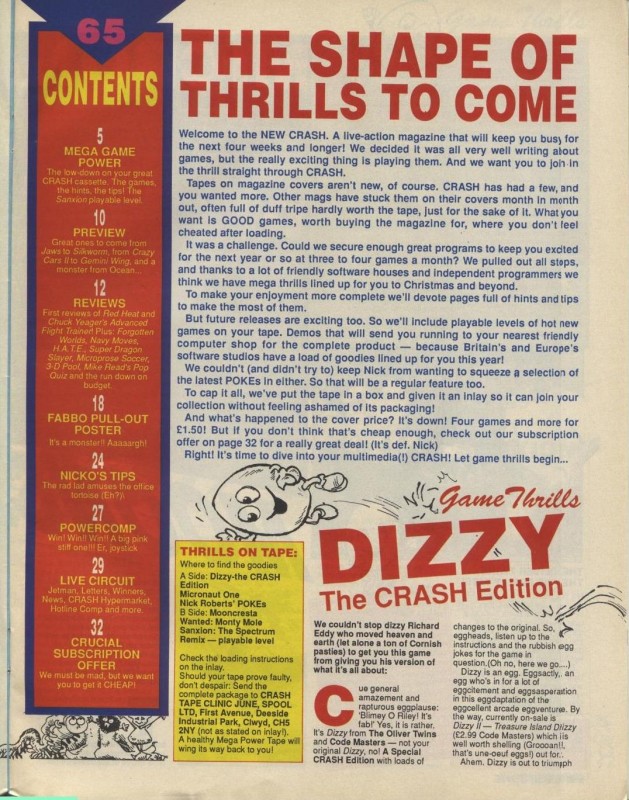 65
CONTENTS
5
MEGA GAME
POWER
The low-down on your great
CRASH cassette. The games,
the hints, the tips! The
Sanxion playable level.
10
PREVIEW
Great ones to come from
Jaws to Silkworm, from Crazy
Cars II to Gemini Wing, and a
monster from Ocean...
12
REVIEWS
First reviews of Red Heat and
Chuck Yeager's Advanced
Flight Trainer! Plus: Forgotten
Worlds, Navy Moves,
H.A.T.E., Super Dragon
Slayer, Microprose Soccer,
3-D Pool, Mike Read's Pop
Quiz and the run down on
budget.
18
FABBO PULL-OUT
POSTER
It's a monster!! Aaaaargh!
24
NICKO'S TIPS
The rad lad amuses the office
tortoise (Eh?)\
27
POWERCOMP
Win! Win!! Win!! A big pink
stiff one!!! Er, joystick
29
LIVE CIRCUIT
Jetman, Letters, Winners,
News, CRASH Hypermarket,
Hotline Comp and more.
32
CRUCIAL
SUBSCRIPTION
OFFER
We must be mad, but we want
you to get it CHEAP!
THE SHAPE OF
THRILLS TO COME
Welcome to the NEW CRASH. A live-action magazine that will keep you busy for
the next four weeks and longer! We decided it was all very well writing about
games, but the really exciting thing is playing them. And we want you to join in
the thrill straight through CRASH.
Tapes on magazine covers aren't new, of course. CRASH has had a few, and
you wanted more. Other mags have stuck them on their covers month in month
out, often full of duff tripe hardly worth the tape, just for the sake of it. What you
want is GOOD games, worth buying the magazine for, where you don't feel
cheated after loading.
It was a challenge. Could we secure enough great programs to keep you excited
for the next year or so at three to four games a month? We pulled out all stops,
and thanks to a lot of friendly software houses and independent programmers we
think we have mega thrills lined up for you to Christmas and beyond.
To make your enjoyment more complete we'll devote pages full of hints and tips
to make the most of them.
But future releases are exciting too. So we'll include playable levels of hot new
games on your tape. Demos that will send you running to your nearest friendly
computer shop for the complete product — because Britain's and Europe's
software studios have a load of goodies lined up for you this year!
We couldn't (and didn't try to) keep Nick from wanting to squeeze a selection of
the latest POKEs in either. So that will be a regular feature too.
To cap it all, we've put the tape in a box and given it an inlay so it can join your
collection without feeling ashamed of its packaging!
And what's happened to the cover price? It's down! Four games and more for
£1.50! But if you don't think that's cheap enough, check out our subscription
offer on page 32 for a really great deal! (It's def. Nick)
Right! It's time to dive into your multimedia(!) CRASH! Let game thrills begin...
THRILLS ON TAPE:
Where to find the goodies
A Side: Dizzy-the CRASH
Edition
Micronaut One
Nick Roberts' POKEs
B Side: Mooncresta
Wanted: Monty Mole
Sanxion: The Spectrum
Remix — playable level
Check the loading instructions
on the inlay.
Should your tape prove faulty,
don't despair: Send the
complete package to CRASH
TAPE CLINIC JUNE, SPOOL
LTD, First Avenue, Deeside
Industrial Park, Clwyd, CH5
2NY (not as stated on inlay!).
A healthy Mega Power Tape will
wing its way back to you!
Game Thrills
DIZZY
The CRASH Edition
We couldn't stop dizzy Richard
Eddy who moved heaven and
earth (let alone a ton of Cornish
pasties) to get you this game
from giving you his version of
what it's all about:
Cue general
amazement and
rapturous eggplause:
'Blimey O Riley! It's
fab!' Yes, it is rather.
It's Dizzy from The Oliver Twins
and Code Masters — not your
original Dizzy, no! A Special
CRASH Edition with loads of
changes to the original. So,
eggheads, listen up to the
instructions and the rubbish egg
jokes for the game in
question.(Oh no, here we go....)
Dizzy is an egg. Eggsactly, an
egg who's in for a lot of
eggcitement and eggsasperation
in this eggdaptation of the
eggcellent arcade eggventure. By
the way, currently on-sale is
Dizzy II — Treasure Island Dizzy
(£2.99 Code Masters) which is
well worth shelling (Groooan!!,
that's une-oeuf eggs!) out for.
Ahem. Dizzy is out to triumph